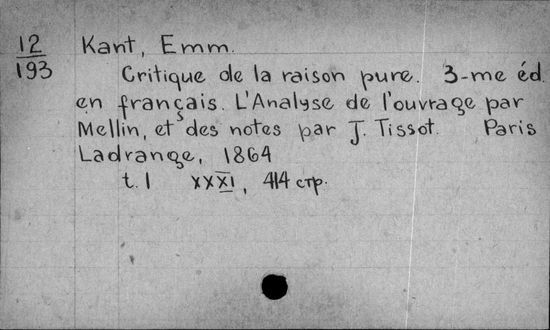 12 Kant, Emm.
193 Critique de la raison pure. 3-me éd.
en français. L'Analyse de l'ouvrage par
Mellin, et des notes par J. Tissot. Paris
Ladrange, 1864
t. 1 XXXI, 414 стр.